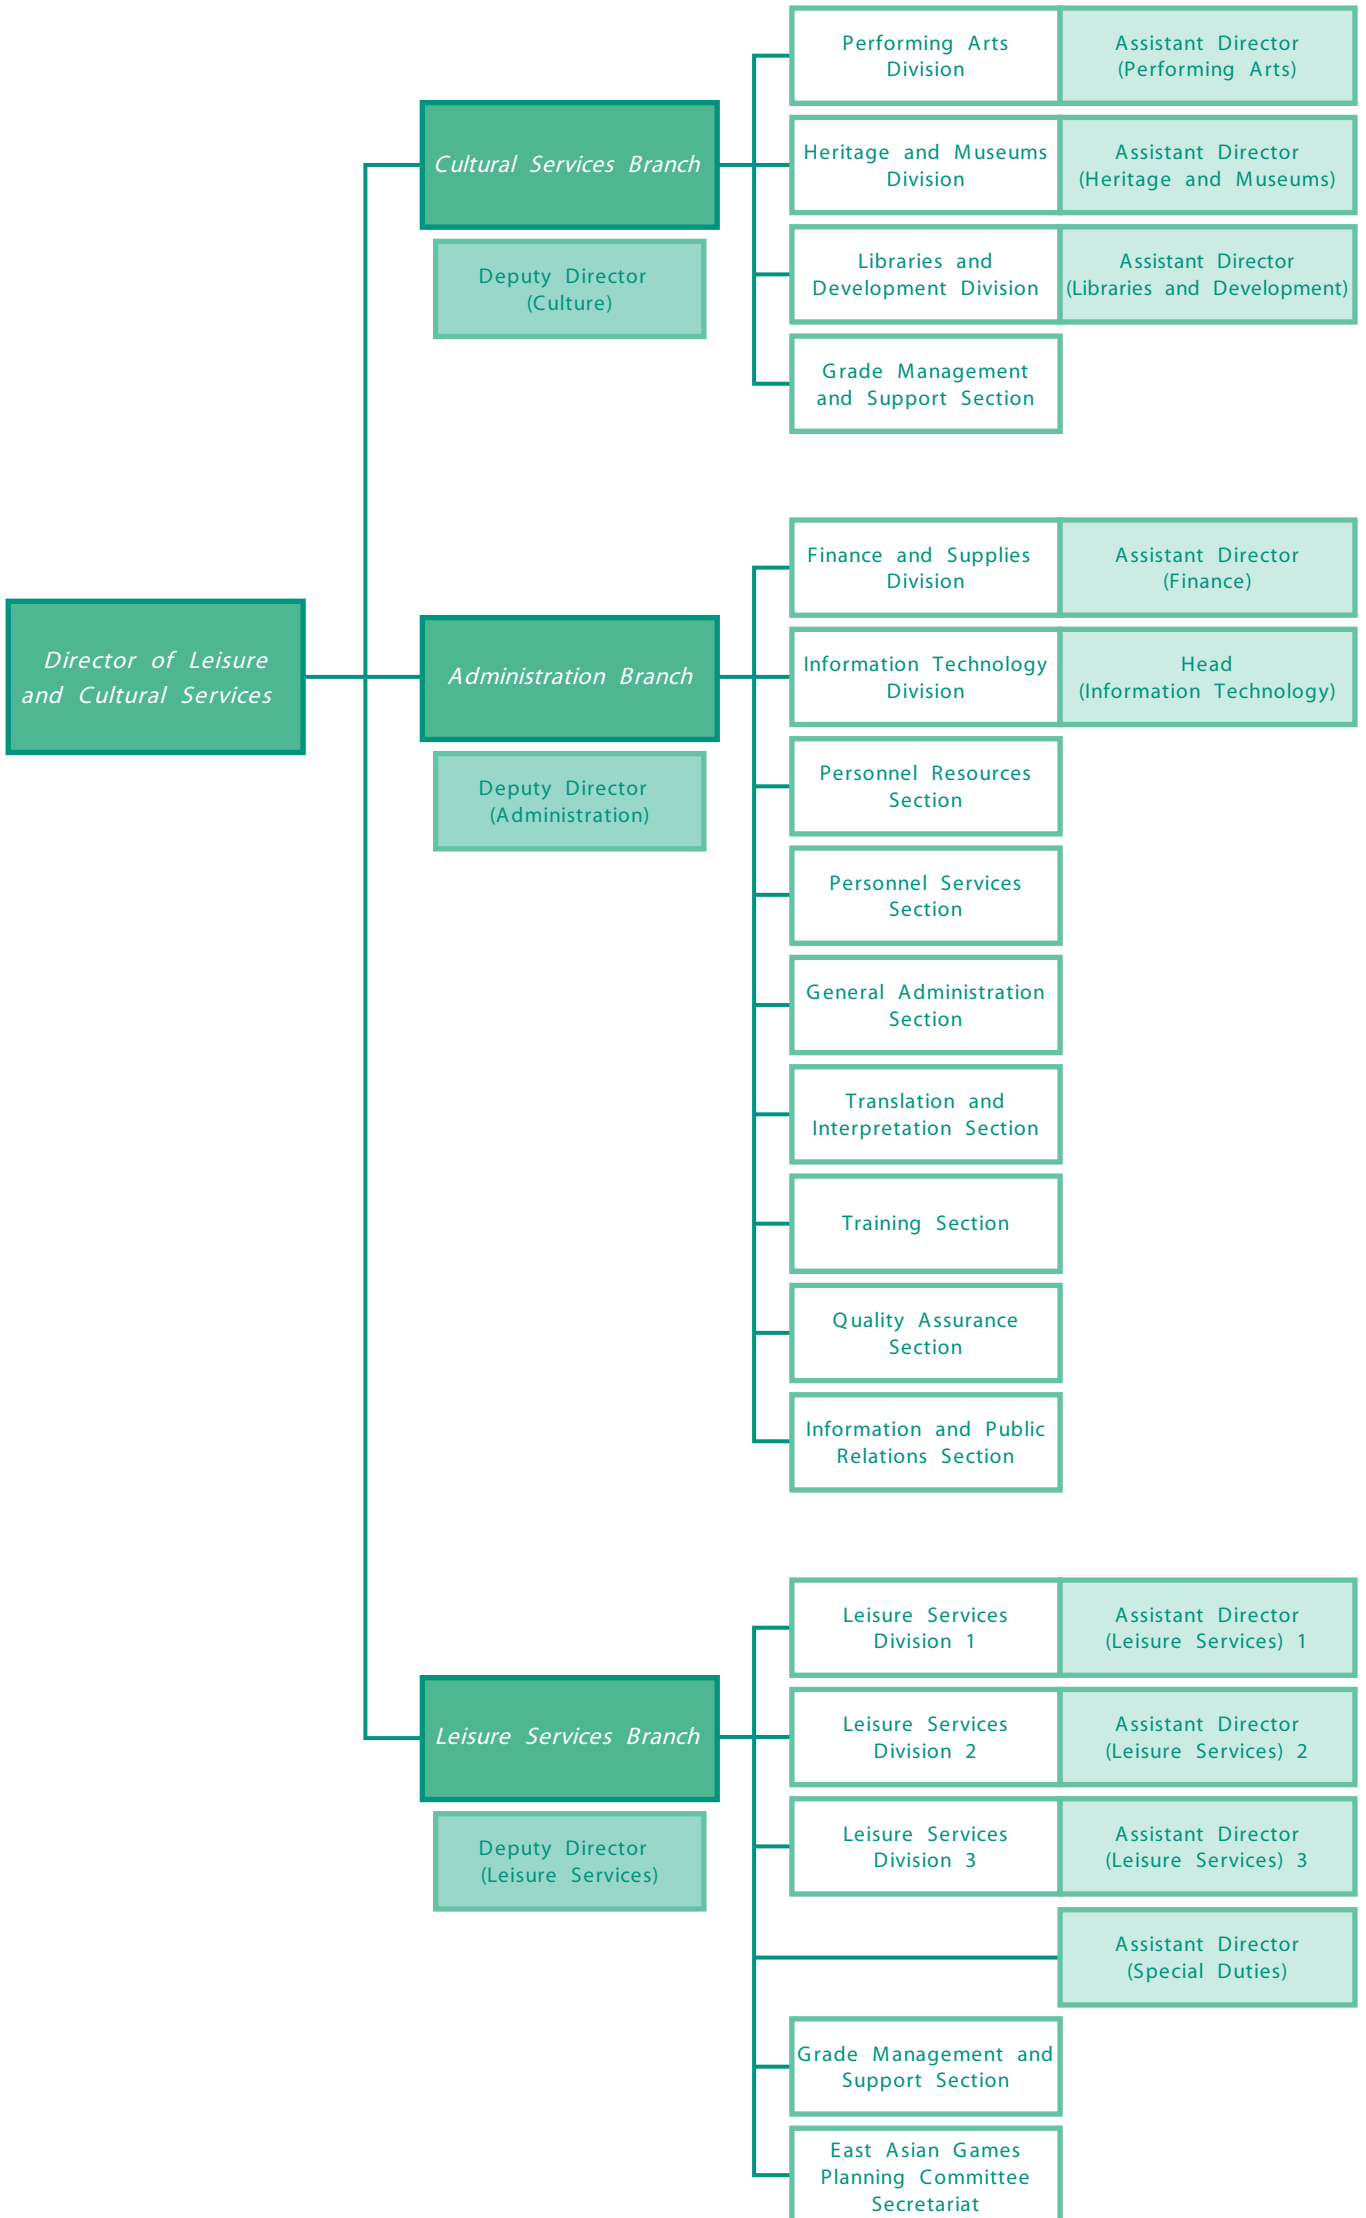 Performing Arts
Division
Assistant Director
(Performing Arts)
Cultural Services Branch
Heritage and Museums
Division
Assistant Director
(Heritage and Museums)
Deputy Director
(Culture)
Libraries and
Development Division
Assistant Director
(Libraries and Development)
Grade Management
and Support Section
Director of Leisure
and Cultural Services
Administration Branch
Deputy Director
(Administration)
Finance and Supplies
Division
Assistant Director
(Finance)
Information Technology
Division
Head
(Information Technology)
Personnel Resources
Section
Personnel Services
Section
General Administration
Section
Translation and
Interpretation Section
Training Section
Quality Assurance
Section
Information and Public
Relations Section
Leisure Services Branch
Deputy Director
(Leisure Services)
Leisure Services
Division 1
Assistant Director
(Leisure Services) 1
Leisure Services
Division 2
Assistant Director
(Leisure Services) 2
Leisure Services
Division 3
Assistant Director
(Leisure Services) 3
Assistant Director
(Special Duties)
Grade Management and
Support Section
East Asian Games
Planning Committee
Secretariat